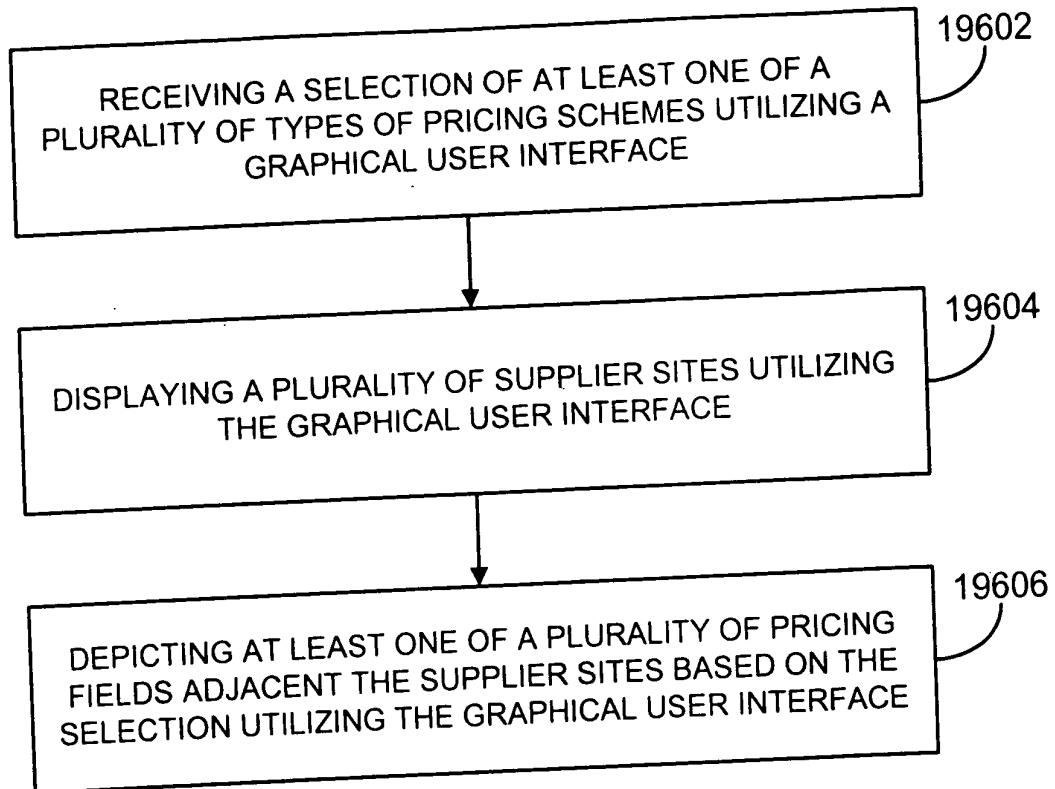 19602
RECEIVING A SELECTION OF AT LEAST ONE OF A
PLURALITY OF TYPES OF PRICING SCHEMES UTILIZING A
GRAPHICAL USER INTERFACE
19604
DISPLAYING A PLURALITY OF SUPPLIER SITES UTILIZING
THE GRAPHICAL USER INTERFACE
19606
DEPICTING AT LEAST ONE OF A PLURALITY OF PRICING
FIELDS ADJACENT THE SUPPLIER SITES BASED ON THE
SELECTION UTILIZING THE GRAPHICAL USER INTERFACE